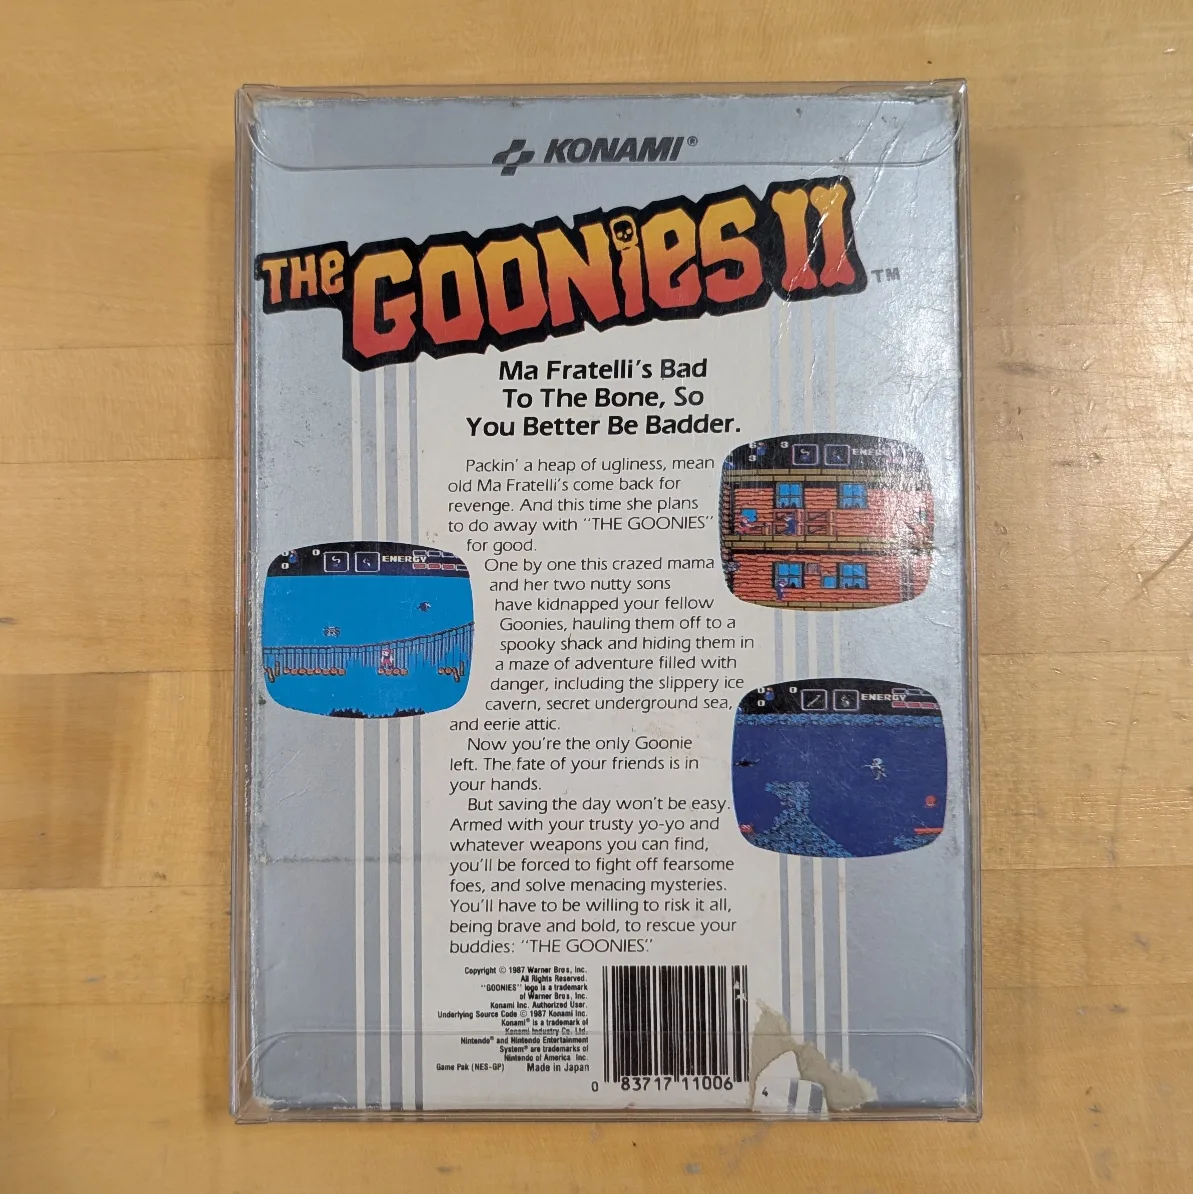 KONAMI®
THE GOONIES II ™
Ma Fratelli's Bad
To The Bone, So
You Better Be Badder.
Packin' a heap of ugliness, mean
old Ma Fratelli's come back for
revenge. And this time she plans
to do away with "THE GOONIES"
for good.
One by one this crazed mama
and her two nutty sons
have kidnapped your fellow
Goonies, hauling them off to a
spooky shack and hiding them in
a maze of adventure filled with
danger, including the slippery ice
cavern, secret underground sea,
and eerie attic.
Now you're the only Goonie
left. The fate of your friends is in
your hands.
But saving the day won't be easy.
Armed with your trusty yo-yo and
whatever weapons you can find,
you'll be forced to fight off fearsome
foes, and solve menacing mysteries.
You'll have to be willing to risk it all,
being brave and bold, to rescue your
buddies: "THE GOONIES."
ENERGY
ENERGY
ENERGY
Copyright © 1987 Warner Bros, Inc.
All Rights Reserved.
"GOONIES" logo is a trademark
of Warner Bros, Inc.
Konami Inc. Authorized User.
Underlying Source Code © 1987 Konami Inc.
Konami® is a trademark of
Konami Industry Co. Ltd.
Nintendo® and Nintendo Entertainment
System® are trademarks of
Nintendo of America Inc.
Game Pak (NES-GP) Made in Japan
0 83717 11006 4